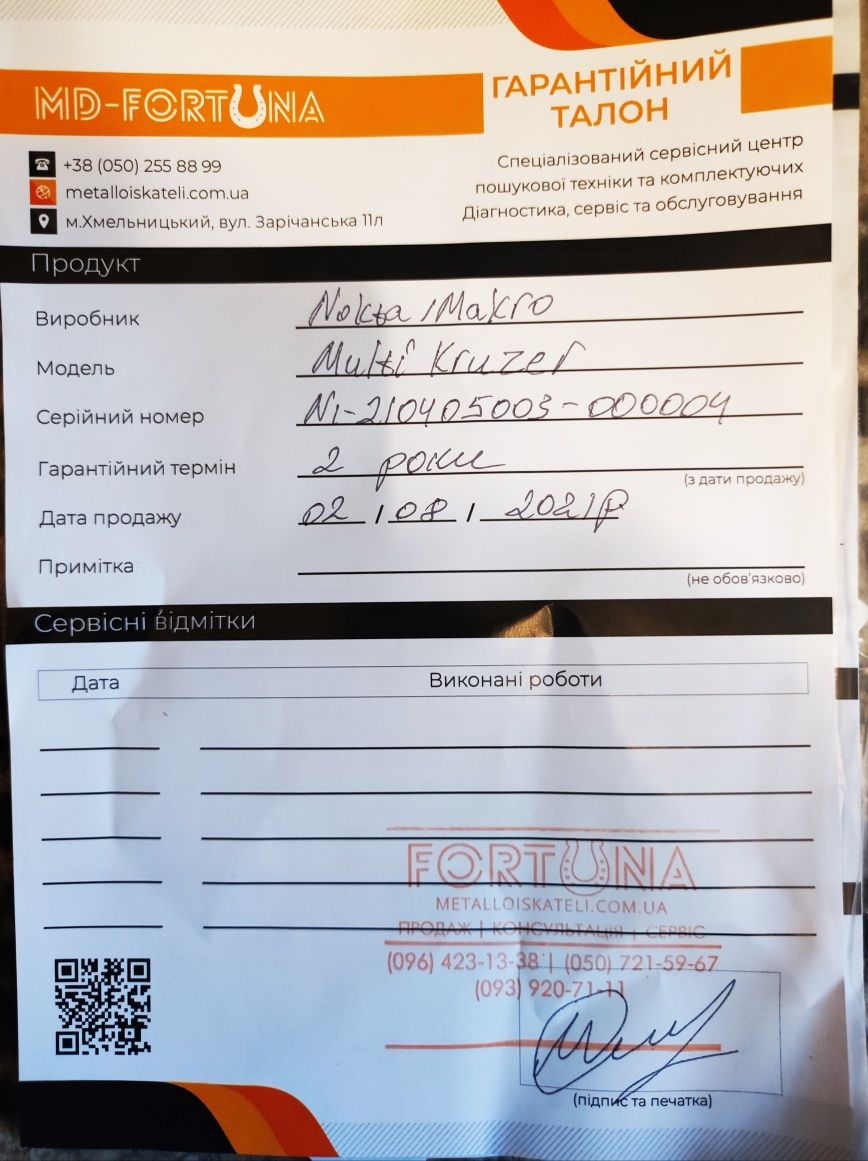 MD-FORTUNA
ГАРАНТІЙНИЙ
ТАЛОН
+38 (050) 255 88 99
metalloiskateli.com.ua
м.Хмельницький, вул. Зарічанська 11л
Спеціалізований сервісний центр
пошукової техніки та комплектуючих
Діагностика, сервіс та обслуговування
Продукт
Виробник Nokta / Makro
Модель Multi Kruzer
Серійний номер N1-210405003-000004
Гарантійний термін 2 роки
(з дати продажу)
Дата продажу 02 / 08 / 2021р
Примітка
(не обов'язково)
Сервісні відмітки
Дата Виконані роботи
FORTUNA
METALLOISKATELI.COM.UA
ПРОДАЖ | КОНСУЛЬТАЦІЯ | СЕРВІС
(096) 423-13-38 | (050) 721-59-67
(093) 920-71-11
(підпис та печатка)